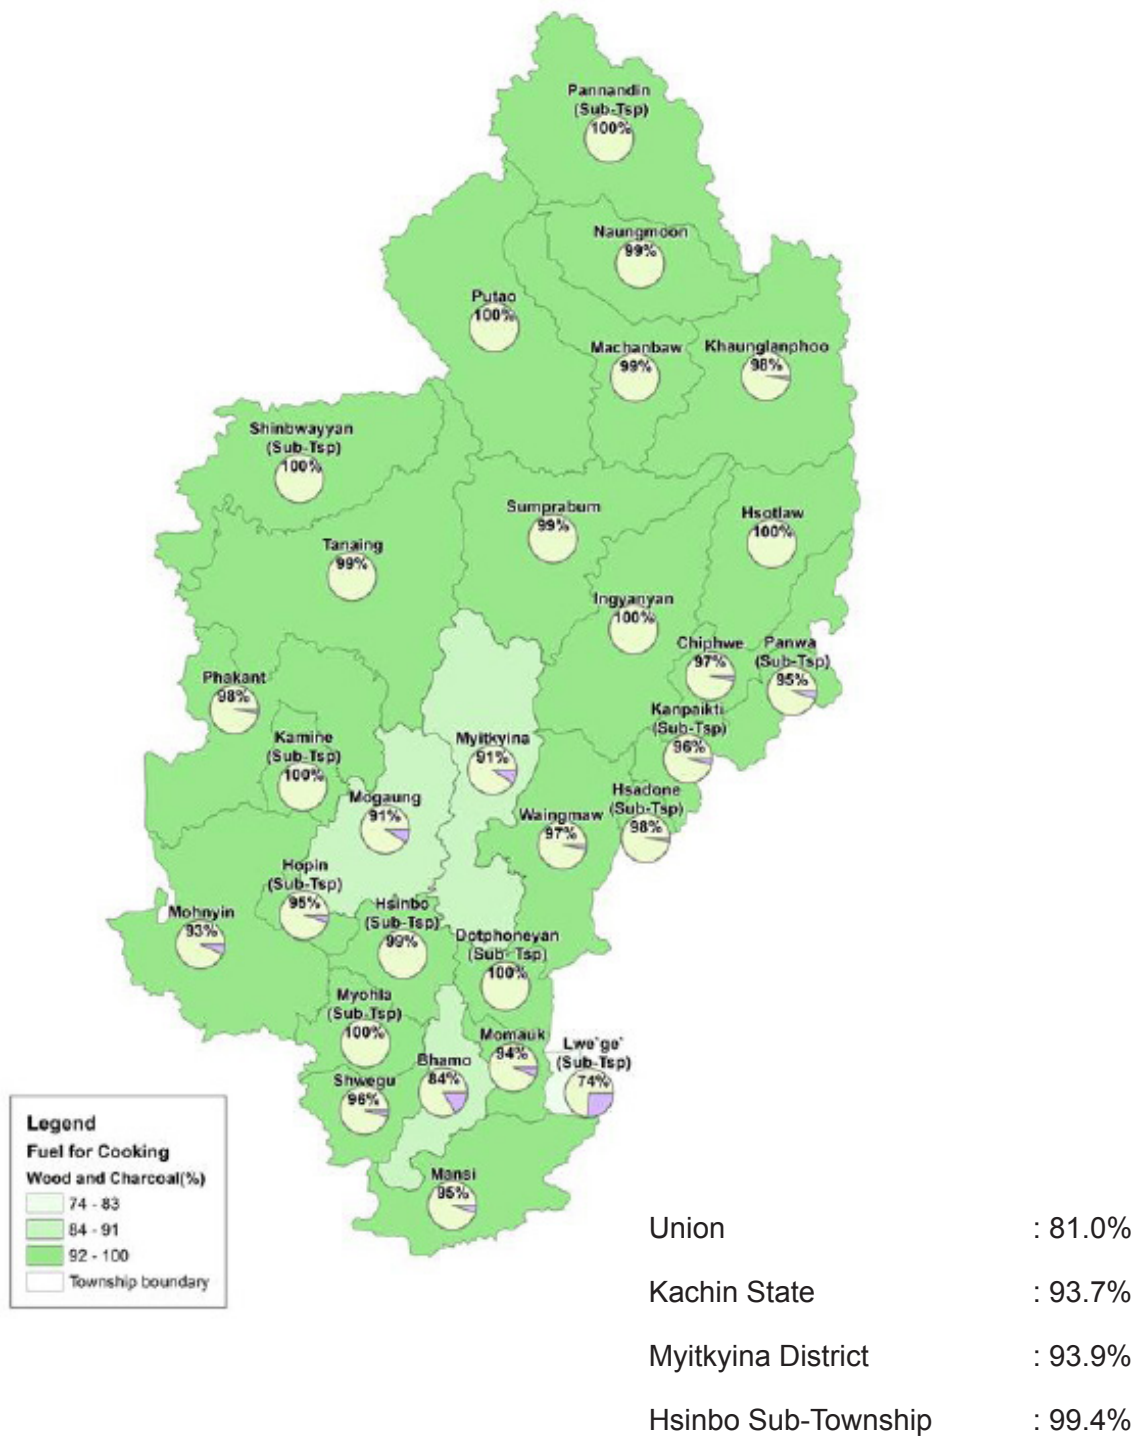 Pannandin
(Sub-Tsp)
100%
Naungmoon
99%
Putao
100%
Machanbaw
99%
Khaunglanphoo
98%
Shinbwayyan
(Sub-Tsp)
100%
Sumprabum
99%
Hsotlaw
100%
Tanaing
99%
Ingyanyan
100%
Chiphwe
97%
Panwa
(Sub-Tsp)
95%
Phakant
98%
Kanpaikti
(Sub-Tsp)
96%
Kamine
(Sub-Tsp)
100%
Myitkyina
91%
Mogaung
91%
Hsadone
(Sub-Tsp)
98%
Waingmaw
97%
Hopin
(Sub-Tsp)
95%
Hsinbo
(Sub-Tsp)
99%
Mohnyin
93%
Dotphoneyan
(Sub- Tsp)
100%
Myohla
(Sub-Tsp)
100%
Momauk
94%
Lwe`ge`
(Sub-Tsp)
74%
Bhamo
84%
Shwegu
96%
Mansi
95%
Legend
Fuel for Cooking
Wood and Charcoal(%)
74 - 83
84 - 91
92 - 100
Township boundary
Union : 81.0%
Kachin State : 93.7%
Myitkyina District : 93.9%
Hsinbo Sub-Township : 99.4%